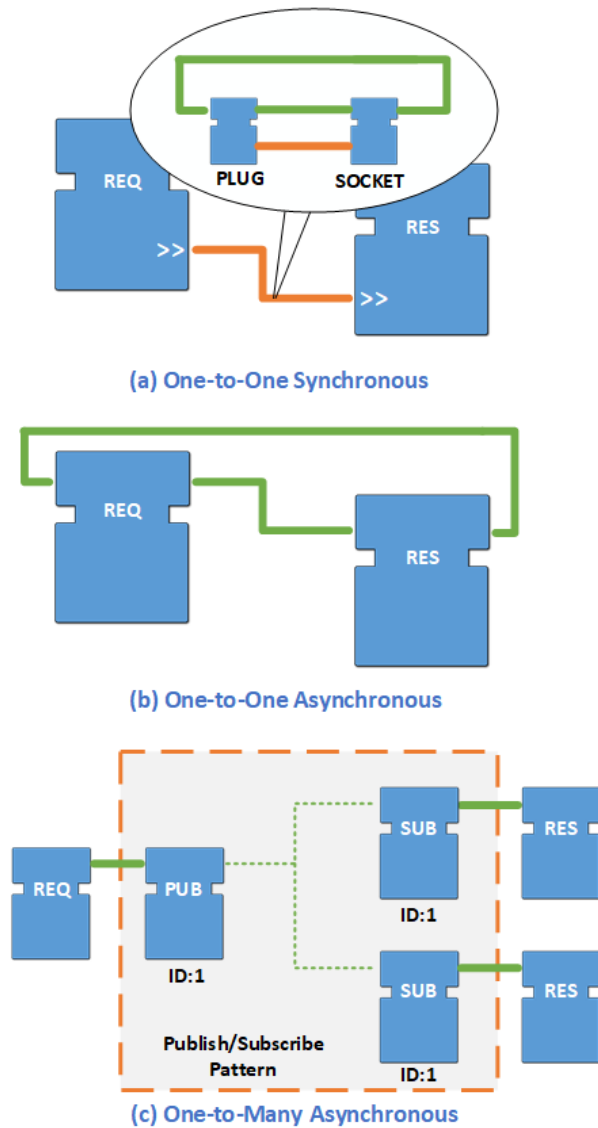 PLUG
SOCKET
REQ
RES
>>
>>
(a) One-to-One Synchronous
REQ
RES
(b) One-to-One Asynchronous
SUB
RES
REQ
PUB
ID:1
ID:1
SUB
RES
Publish/Subscribe
Pattern
ID:1
(c) One-to-Many Asynchronous